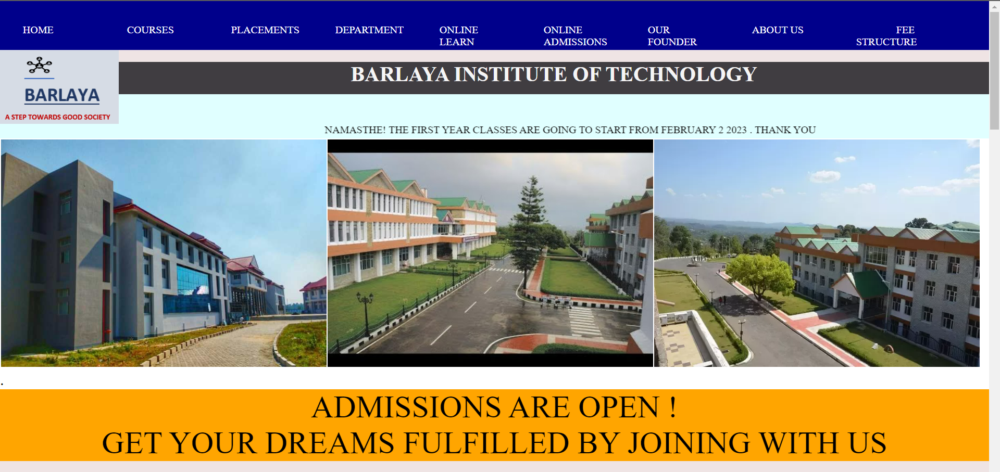 HOME
COURSES
PLACEMENTS
DEPARTMENT
ONLINE
LEARN
ONLINE
ADMISSIONS
OUR
FOUNDER
ABOUT US
FEE
STRUCTURE
BARLAYA
A STEP TOWARDS GOOD SOCIETY
BARLAYA INSTITUTE OF TECHNOLOGY
NAMASTHE! THE FIRST YEAR CLASSES ARE GOING TO START FROM FEBRUARY 2 2023 . THANK YOU
.
ADMISSIONS ARE OPEN !
GET YOUR DREAMS FULFILLED BY JOINING WITH US